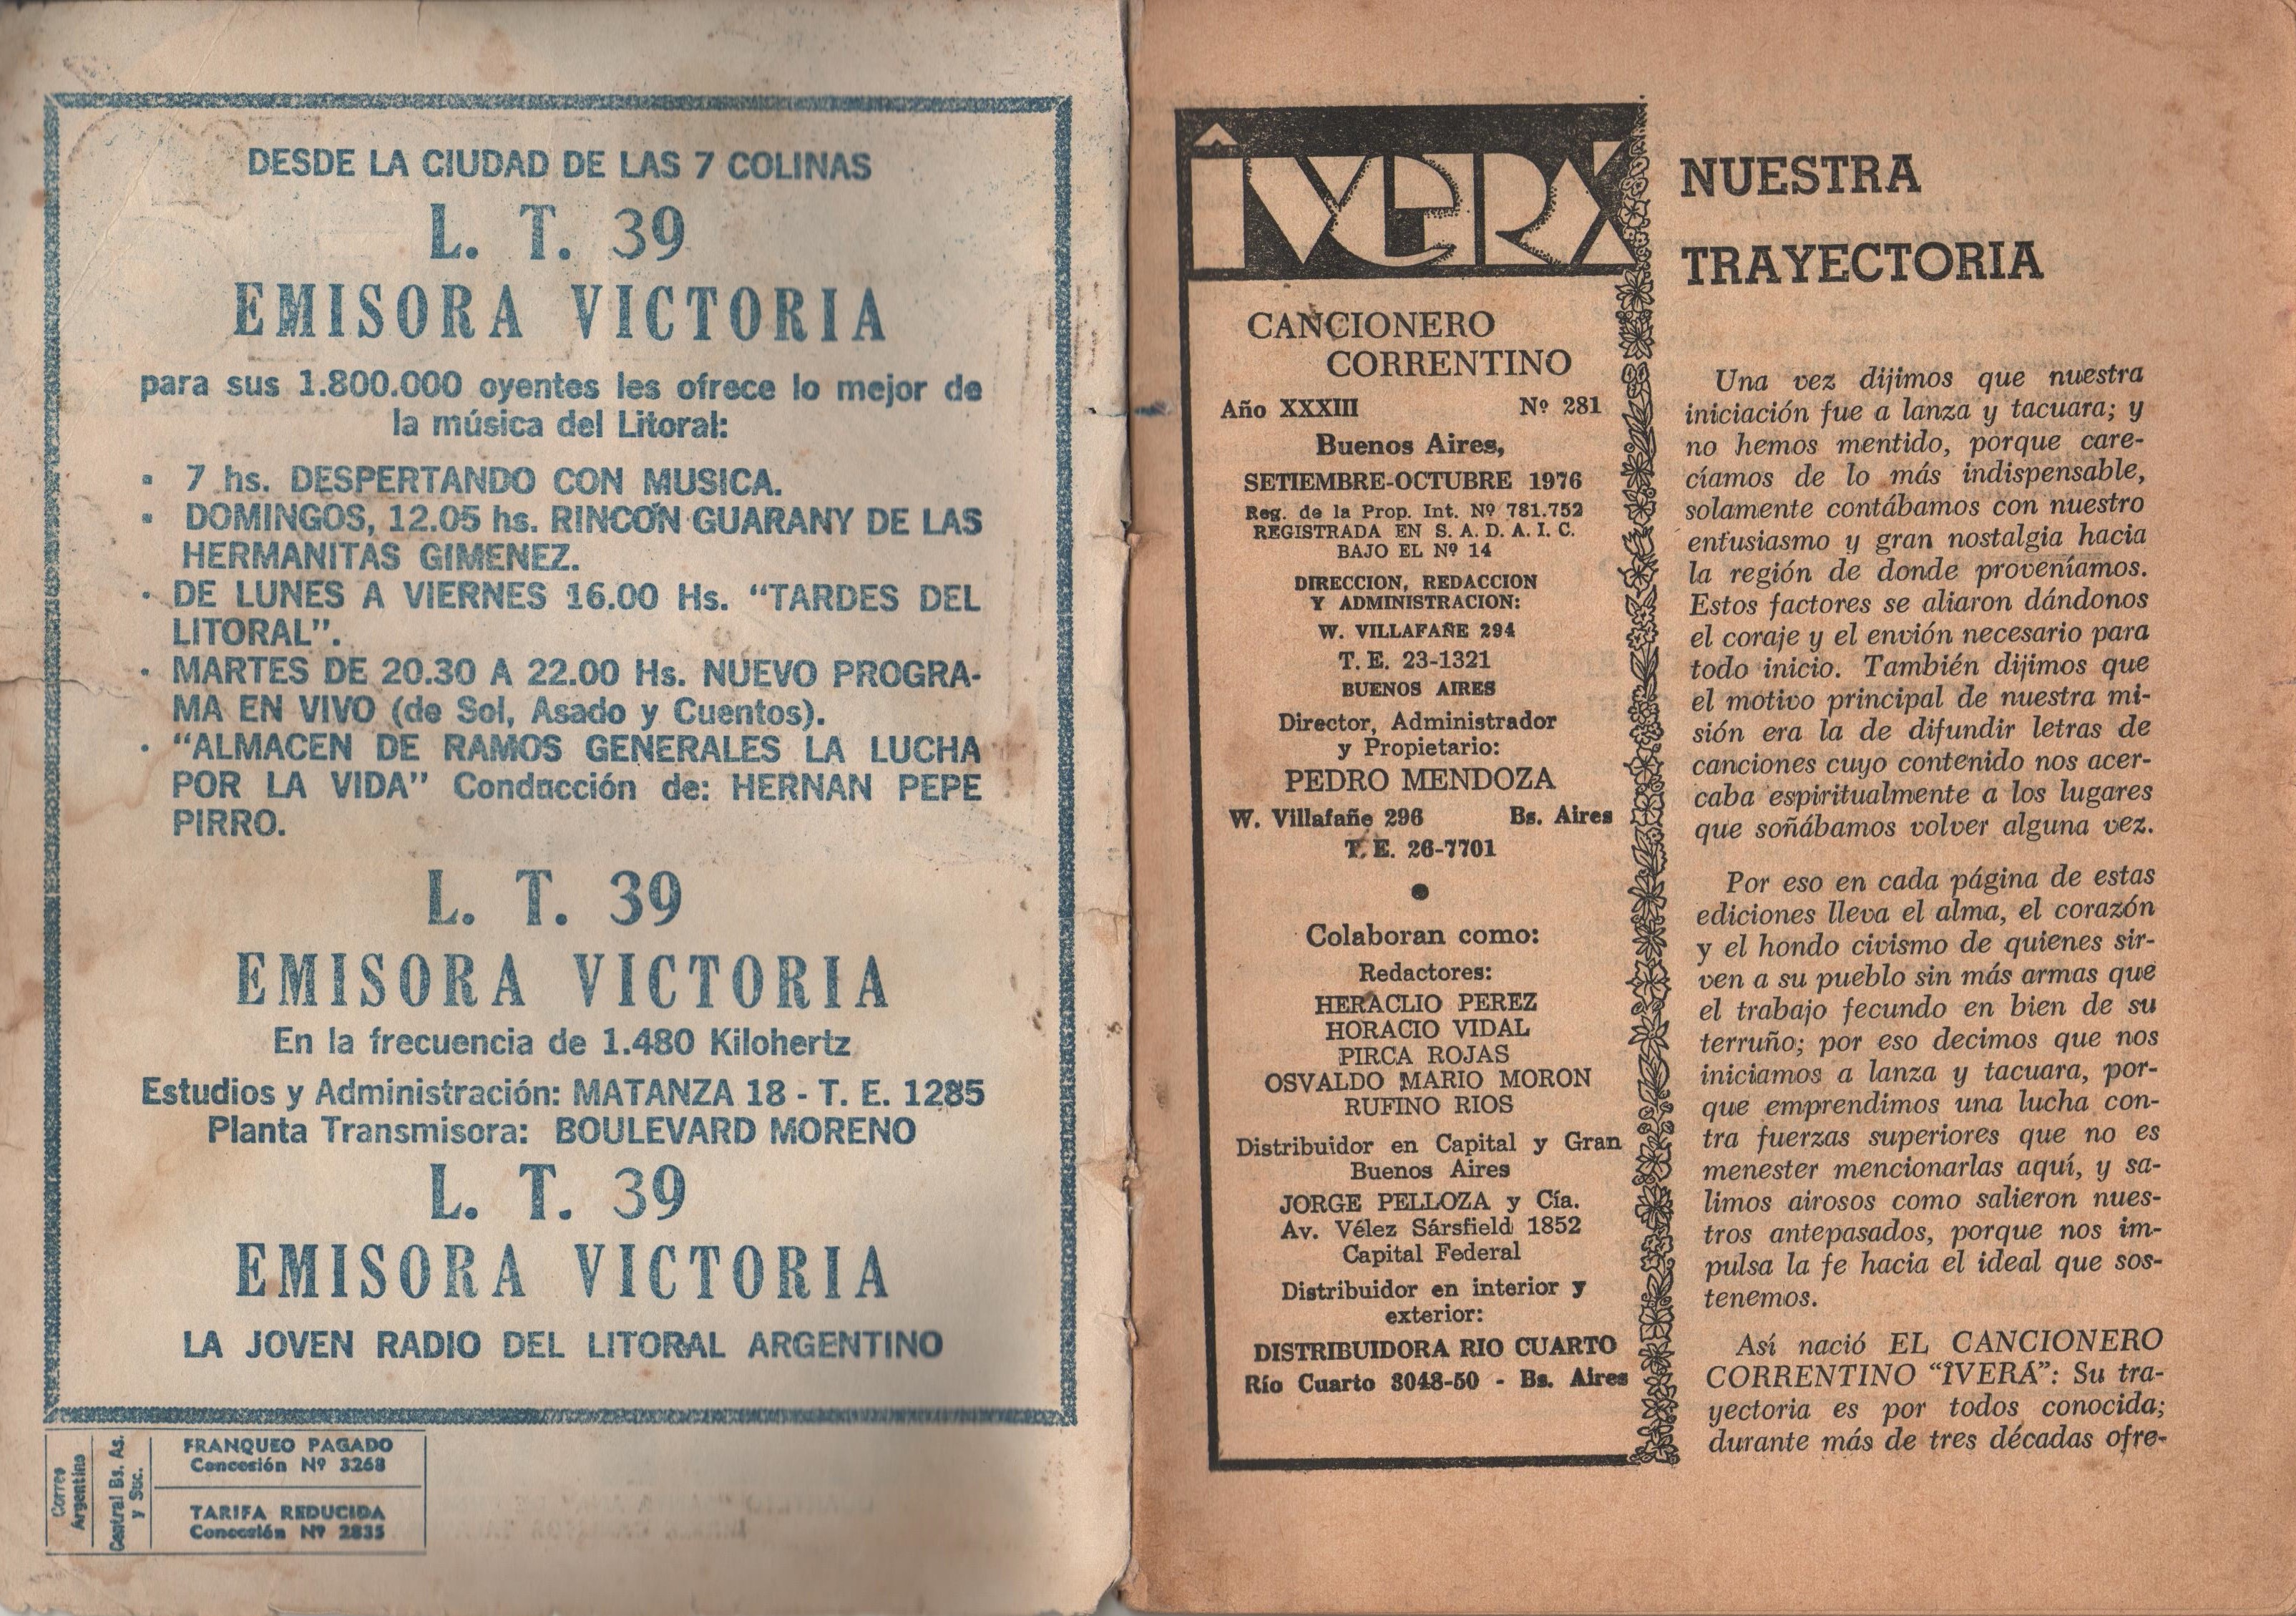 DESDE LA CIUDAD DE LAS 7 COLINAS
L. T. 39
EMISORA VICTORIA
para sus 1.800.000 oyentes les ofrece lo mejor de
la música del Litoral:
· 7 hs. DESPERTANDO CON MUSICA.
· DOMINGOS, 12.05 hs. RINCON GUARANY DE LAS
HERMANITAS GIMENEZ.
· DE LUNES A VIERNES 16.00 Hs. “TARDES DEL
LITORAL”.
· MARTES DE 20.30 A 22.00 Hs. NUEVO PROGRA-
MA EN VIVO (de Sol, Asado y Cuentos).
· “ALMACEN DE RAMOS GENERALES LA LUCHA
POR LA VIDA” Conducción de: HERNAN PEPE
PIRRO.
L. T. 39
EMISORA VICTORIA
En la frecuencia de 1.480 Kilohertz
Estudios y Administración: MATANZA 18 - T. E. 1285
Planta Transmisora: BOULEVARD MORENO
L. T. 39
EMISORA VICTORIA
LA JOVEN RADIO DEL LITORAL ARGENTINO
Correo
Argentino
Central Bs. As.
y Suc.
FRANQUEO PAGADO
Concesión Nº 3268
TARIFA REDUCIDA
Concesión Nº 2835
ÎVERÁ
CANCIONERO
CORRENTINO
Año XXXIII Nº 281
Buenos Aires,
SETIEMBRE-OCTUBRE 1976
Reg. de la Prop. Int. Nº 781.752
REGISTRADA EN S. A. D. A. I. C.
BAJO EL Nº 14
DIRECCION, REDACCION
Y ADMINISTRACION:
W. VILLAFAÑE 294
T. E. 23-1321
BUENOS AIRES
Director, Administrador
y Propietario:
PEDRO MENDOZA
W. Villafañe 296 Bs. Aires
T. E. 26-7701
Colaboran como:
Redactores:
HERACLIO PEREZ
HORACIO VIDAL
PIRCA ROJAS
OSVALDO MARIO MORON
RUFINO RIOS
Distribuidor en Capital y Gran
Buenos Aires
JORGE PELLOZA y Cía.
Av. Vélez Sársfield 1852
Capital Federal
Distribuidor en interior y
exterior:
DISTRIBUIDORA RIO CUARTO
Río Cuarto 3048-50 - Bs. Aires
NUESTRA
TRAYECTORIA
Una vez dijimos que nuestra
iniciación fue a lanza y tacuara; y
no hemos mentido, porque care-
cíamos de lo más indispensable,
solamente contábamos con nuestro
entusiasmo y gran nostalgia hacia
la región de donde proveníamos.
Estos factores se aliaron dándonos
el coraje y el envión necesario para
todo inicio. También dijimos que
el motivo principal de nuestra mi-
sión era la de difundir letras de
canciones cuyo contenido nos acer-
caba espiritualmente a los lugares
que soñábamos volver alguna vez.
Por eso en cada página de estas
ediciones lleva el alma, el corazón
y el hondo civismo de quienes sir-
ven a su pueblo sin más armas que
el trabajo fecundo en bien de su
terruño; por eso decimos que nos
iniciamos a lanza y tacuara, por-
que emprendimos una lucha con-
tra fuerzas superiores que no es
menester mencionarlas aquí, y sa-
limos airosos como salieron nues-
tros antepasados, porque nos im-
pulsa la fe hacia el ideal que sos-
tenemos.
Así nació EL CANCIONERO
CORRENTINO “ÎVERÁ”: Su tra-
yectoria es por todos conocida;
durante más de tres décadas ofre-